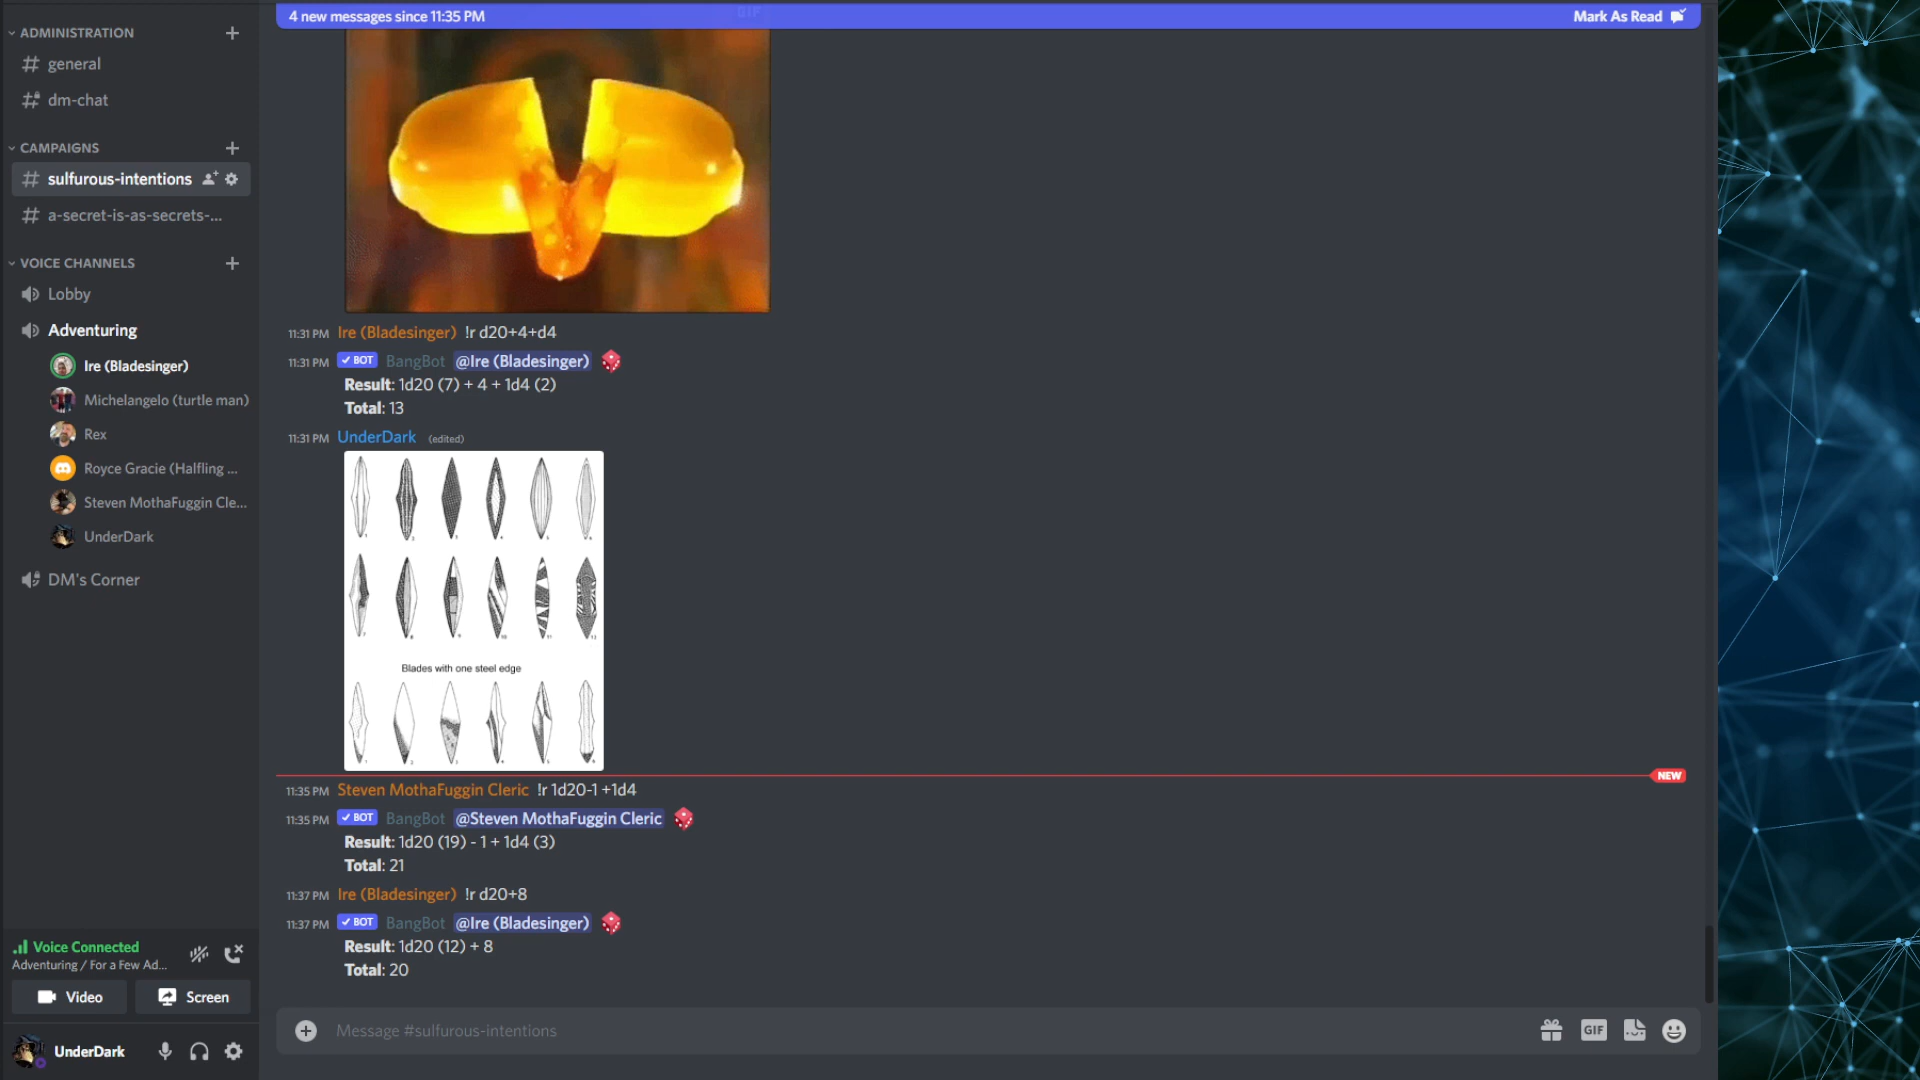 4 new messages since 11:35 PM
Mark As Read
ADMINISTRATION
general
dm-chat
CAMPAIGNS
sulfurous-intentions
a-secret-is-as-secrets-...
VOICE CHANNELS
Lobby
Adventuring
Ire (Bladesinger)
Michelangelo (turtle man)
Rex
Royce Gracie (Halfling ...
Steven MothaFuggin Cle...
UnderDark
DM's Corner
Voice Connected
Adventuring / For a Few Ad...
Video
Screen
UnderDark
GIF
11:31 PM Ire (Bladesinger) !r d20+4+d4
11:31 PM BOT BangBot @Ire (Bladesinger)
Result: 1d20 (7) + 4 + 1d4 (2)
Total: 13
11:31 PM UnderDark (edited)
Blades with one steel edge
NEW
11:35 PM Steven MothaFuggin Cleric !r 1d20-1 +1d4
11:35 PM BOT BangBot @Steven MothaFuggin Cleric
Result: 1d20 (19) - 1 + 1d4 (3)
Total: 21
11:37 PM Ire (Bladesinger) !r d20+8
11:37 PM BOT BangBot @Ire (Bladesinger)
Result: 1d20 (12) + 8
Total: 20
Message #sulfurous-intentions
GIF